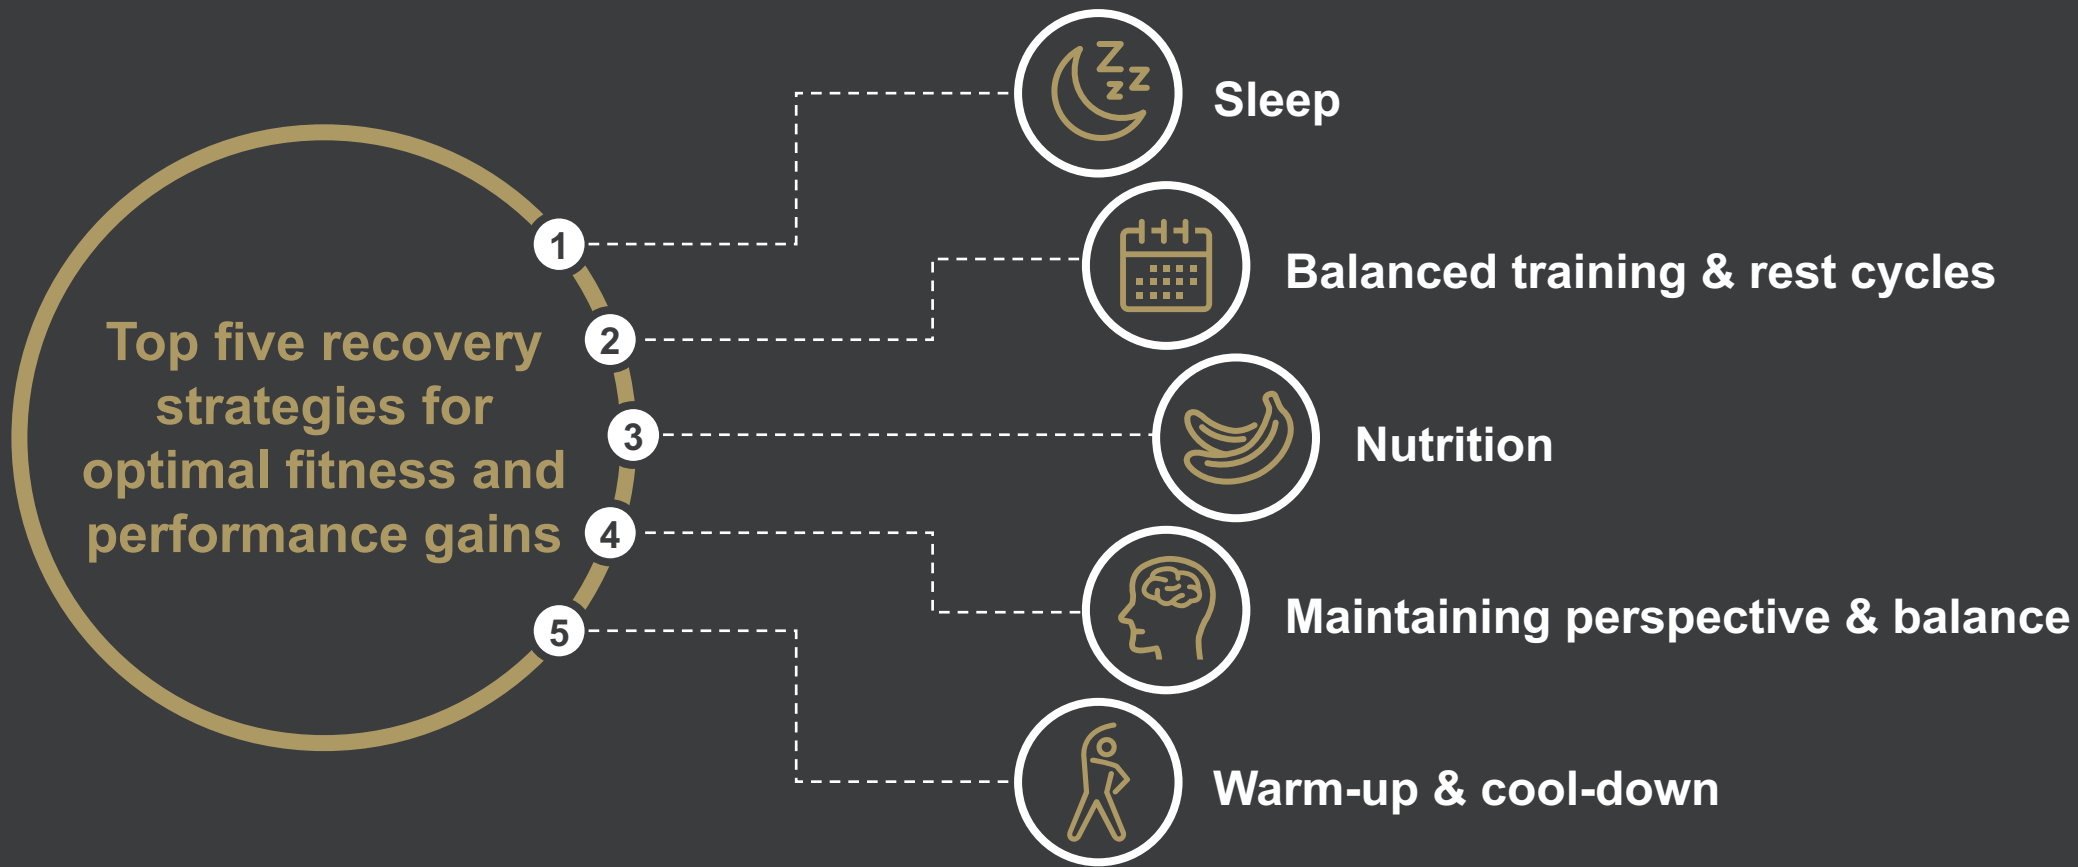 Top five recovery
strategies for
optimal fitness and
performance gains
1
Sleep
2
Balanced training & rest cycles
3
Nutrition
4
Maintaining perspective & balance
5
Warm-up & cool-down